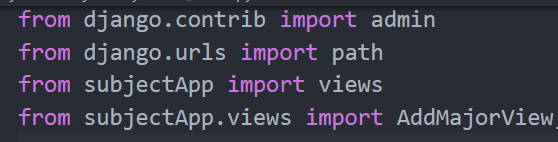 from django.contrib import admin
from django.urls import path
from subjectApp import views
from subjectApp.views import AddMajorView,